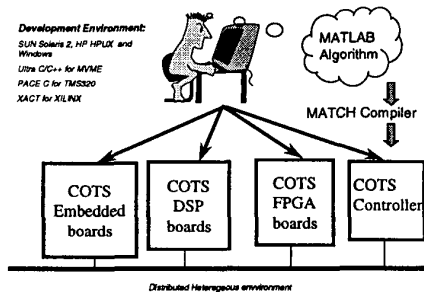 Development Environment:
SUN Solaris 2, HP HPUX and
Windows
Ultra C/C++ for MVME
PACE C for TMS320
XACT for XILINX
MATLAB
Algorithm
MATCH Compiler
COTS
Embedded
boards
COTS
DSP
boards
COTS
FPGA
boards
COTS
Controller
Distributed Heterogeous environment